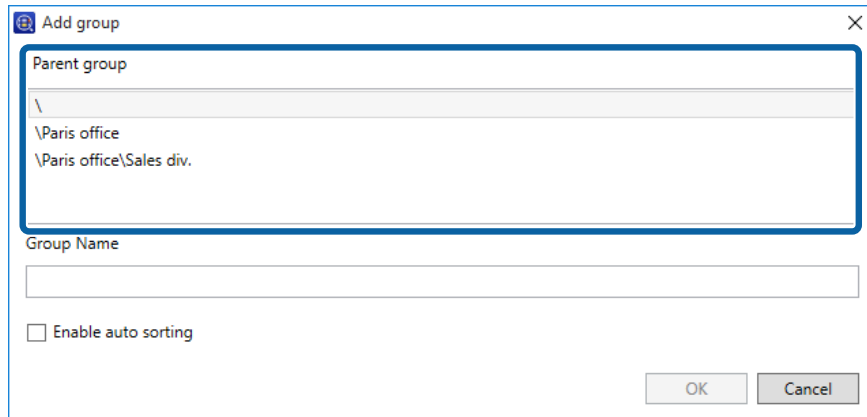 Add group
Parent group
\
\Paris office
\Paris office\Sales div.
Group Name
Enable auto sorting
OK Cancel